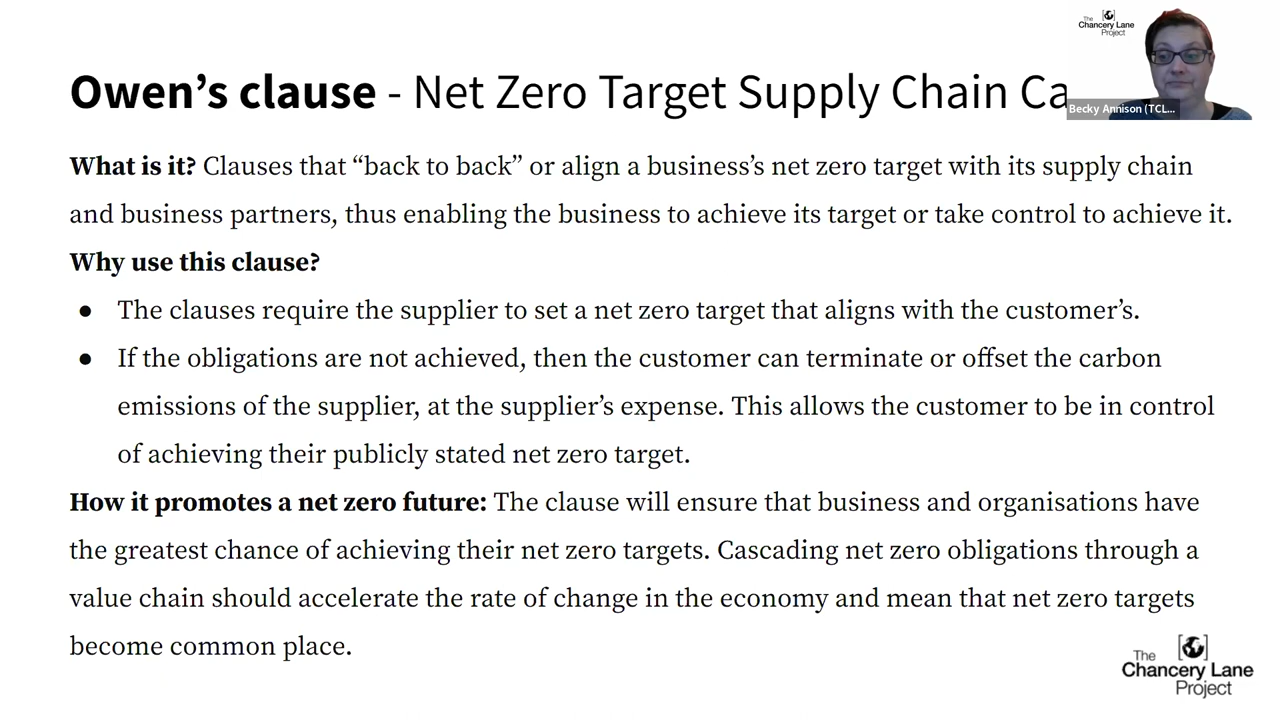 The
Chancery Lane
Project
Owen’s clause - Net Zero Target Supply Chain Ca
Becky Annison (TCL...
What is it? Clauses that “back to back” or align a business’s net zero target with its supply chain
and business partners, thus enabling the business to achieve its target or take control to achieve it.
Why use this clause?
● The clauses require the supplier to set a net zero target that aligns with the customer’s.
● If the obligations are not achieved, then the customer can terminate or offset the carbon
emissions of the supplier, at the supplier’s expense. This allows the customer to be in control
of achieving their publicly stated net zero target.
How it promotes a net zero future: The clause will ensure that business and organisations have
the greatest chance of achieving their net zero targets. Cascading net zero obligations through a
value chain should accelerate the rate of change in the economy and mean that net zero targets
become common place.
The
Chancery Lane
Project